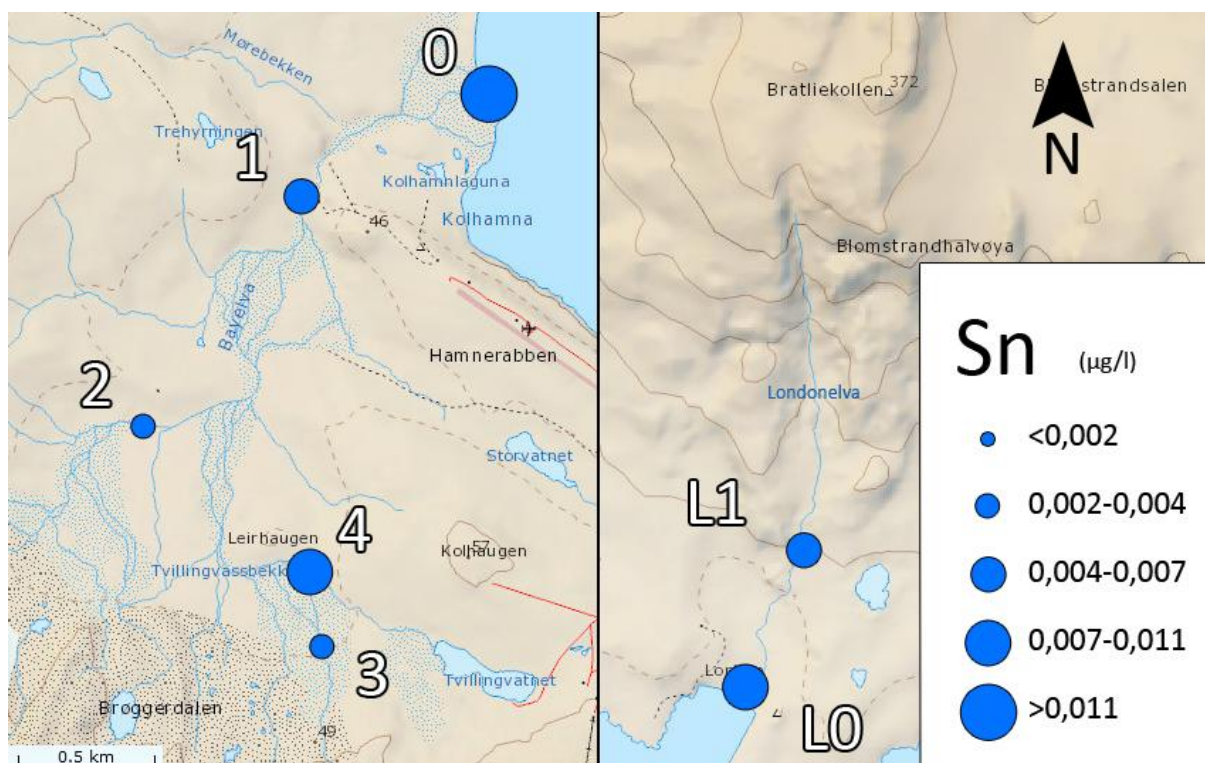 Mørebekken
0
Trehyrningen
1
Kolhamnlaguna
Kolhamna
46
Bayelva
Hamnerabben
2
Storvatnet
Leirhaugen
4
Kolhaugen
57
3
Tvillingvatnet
Brøggerdalen
49
0.5 km
Bratliekollen
372
N
Blomstrandhalvøya
Londonelva
L1
L0
Sn (µg/l)
<0,002
0,002-0,004
0,004-0,007
0,007-0,011
>0,011